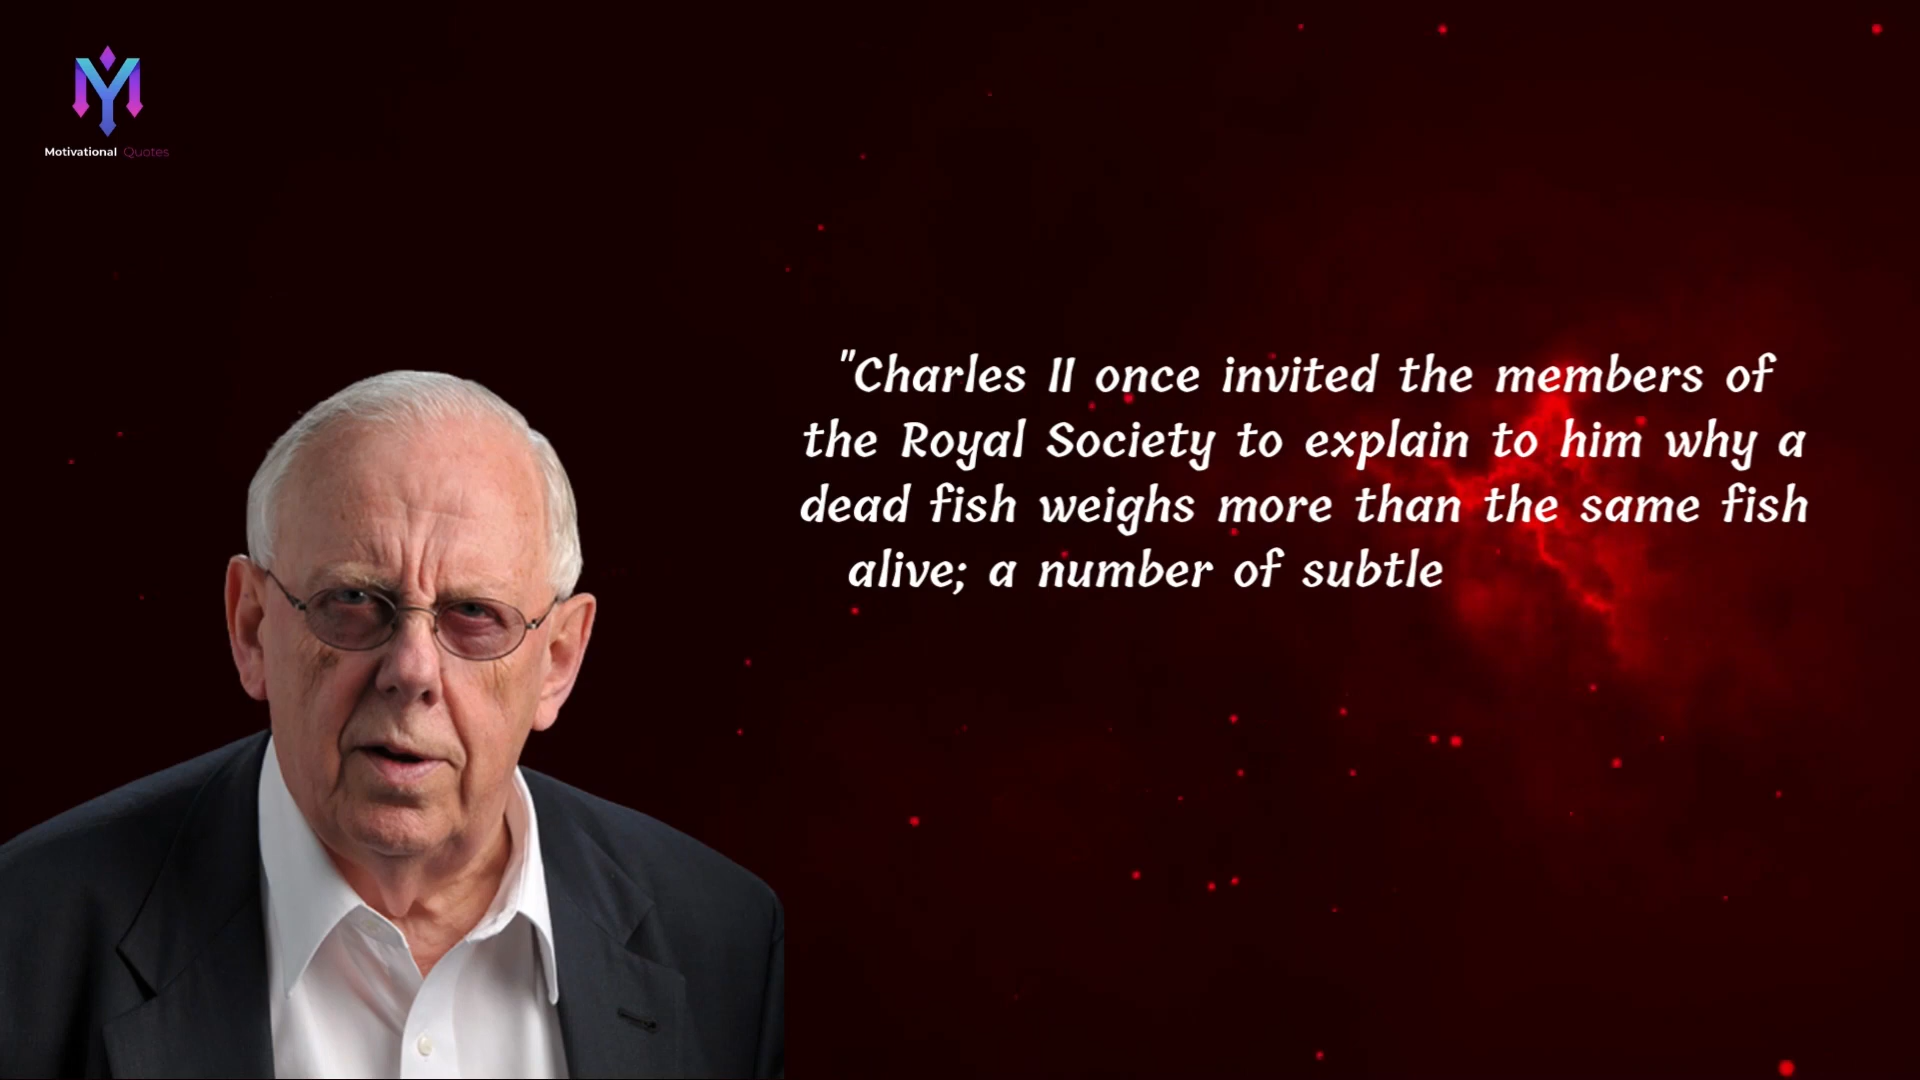 Motivational Quotes
"Charles II once invited the members of
the Royal Society to explain to him why a
dead fish weighs more than the same fish
alive; a number of subtle